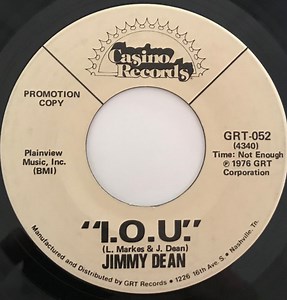 Casino
Records
PROMOTION
COPY
GRT-052
(4340)
Time: Not Enough
Ⓟ 1976 GRT
Corporation
Plainview
Music, Inc.
(BMI)
"I.O.U."
(L. Markes & J. Dean)
JIMMY DEAN
Manufactured and Distributed by GRT Records • 1226 16th Ave. S. • Nashville, Tn.